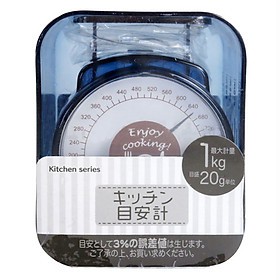 Enjoy
cooking!
最大計量
1kg
目量20g単位
Kitchen series
キッチン
目安計
目安として3%の誤差値は生じます。
ご了承の上、お買い求めください。